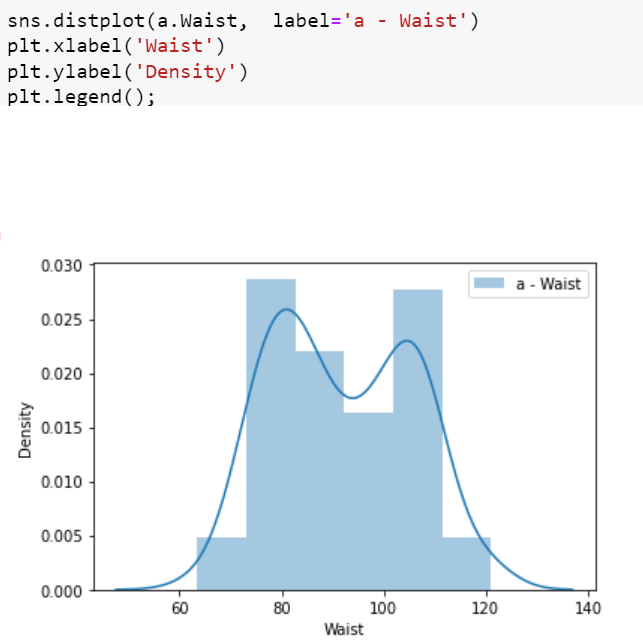 sns.distplot(a.Waist,  label='a - Waist')
plt.xlabel('Waist')
plt.ylabel('Density')
plt.legend();
0.030
0.025
0.020
0.015
0.010
0.005
0.000
Density
a - Waist
60 80 100 120 140
Waist